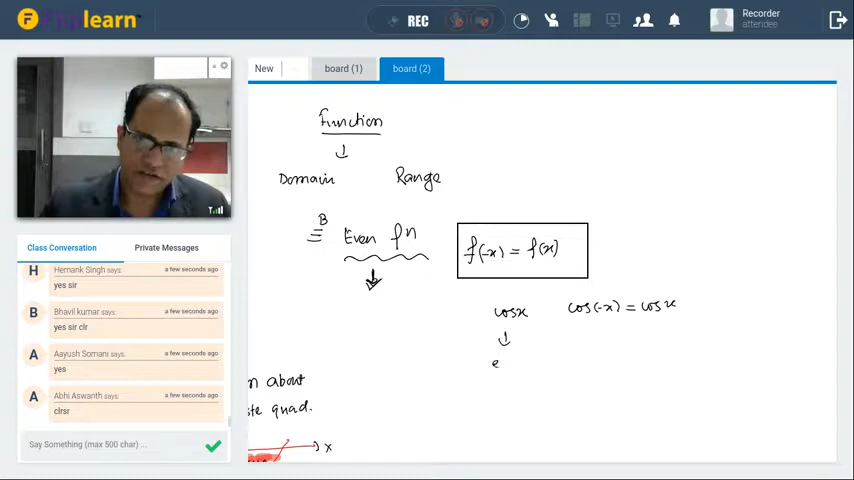 Fliplearn
REC
Recorder
attendee
New
board (1)
board (2)
Class Conversation
Private Messages
H
Hemank Singh says:
a few seconds ago
yes sir
B
Bhavil kumar says:
a few seconds ago
yes sir clr
A
Aayush Somani says:
a few seconds ago
yes
A
Abhi Aswanth says:
a few seconds ago
clrsr
Say Something (max 500 char) ...
Function
Domain Range
B
Even fn f(-x) = f(x)
cosx cos(-x) = cosx
e
n about
te quad.
x